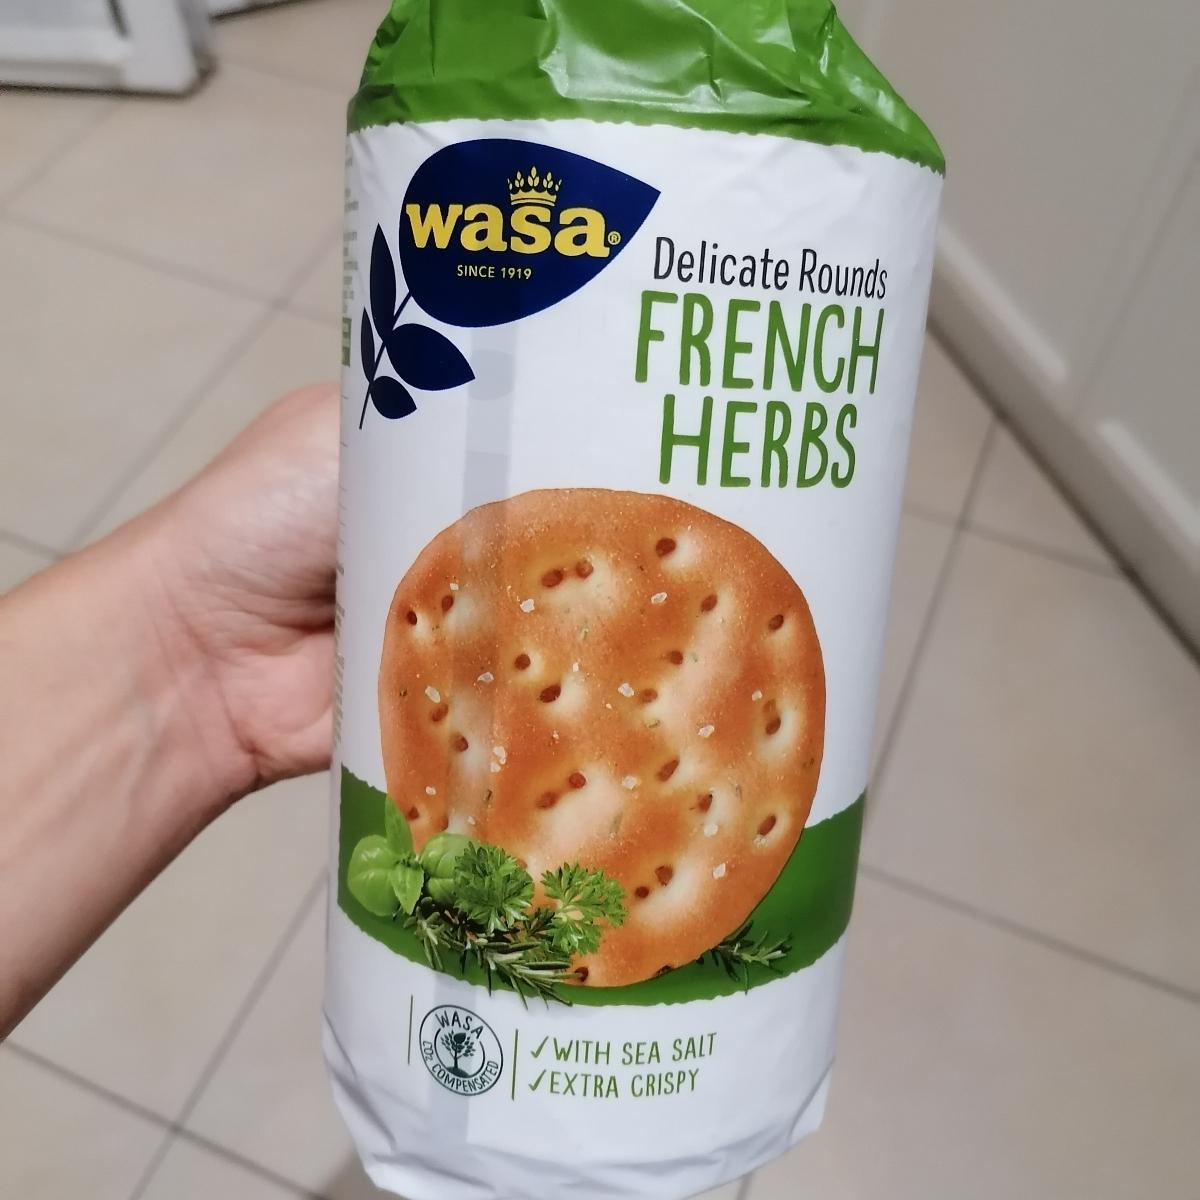 wasa®
SINCE 1919
Delicate Rounds
FRENCH
HERBS
WASA
CO₂ COMPENSATED
✓WITH SEA SALT
✓EXTRA CRISPY